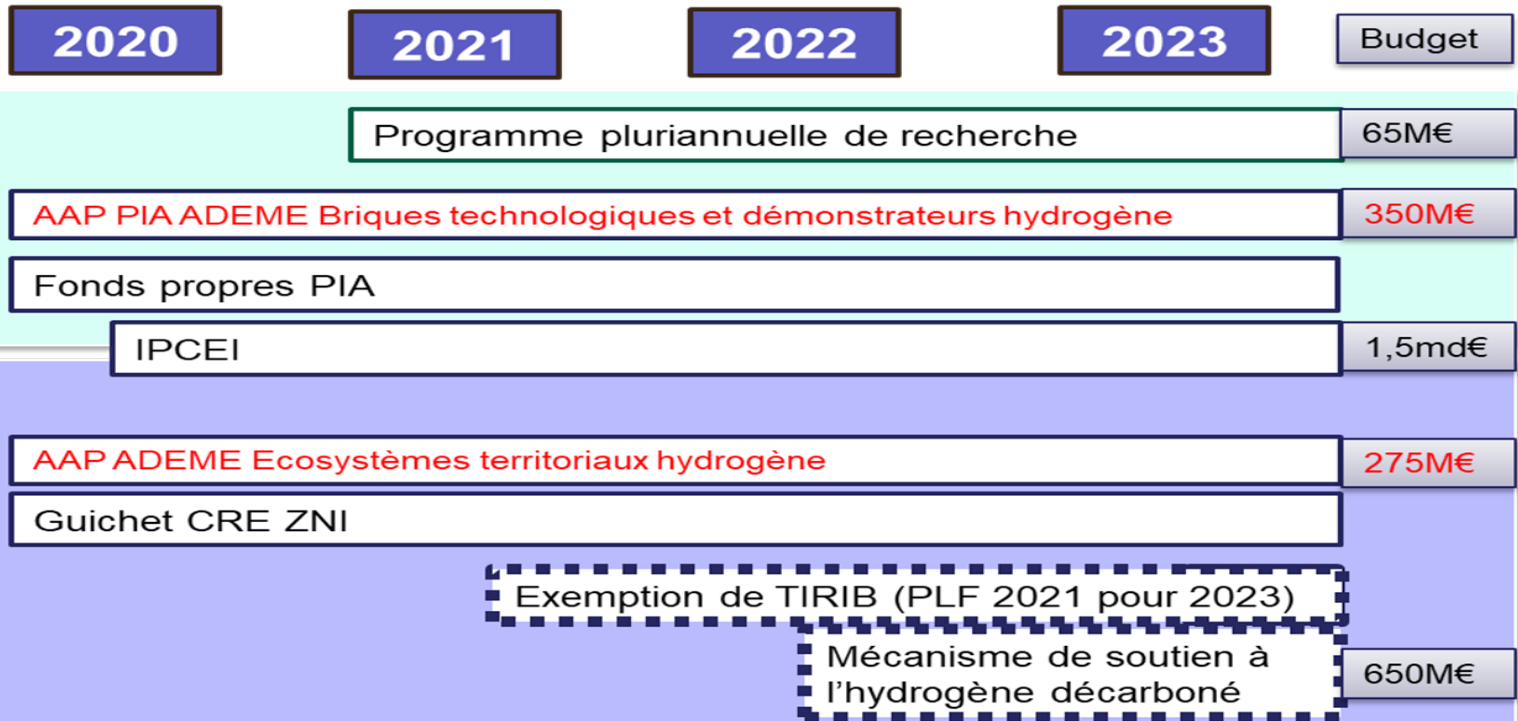 2020 2021 2022 2023 Budget
Programme pluriannuelle de recherche 65M€
AAP PIA ADEME Briques technologiques et démonstrateurs hydrogène 350M€
Fonds propres PIA
IPCEI 1,5md€
AAP ADEME Ecosystèmes territoriaux hydrogène 275M€
Guichet CRE ZNI
Exemption de TIRIB (PLF 2021 pour 2023)
Mécanisme de soutien à
l’hydrogène décarboné 650M€